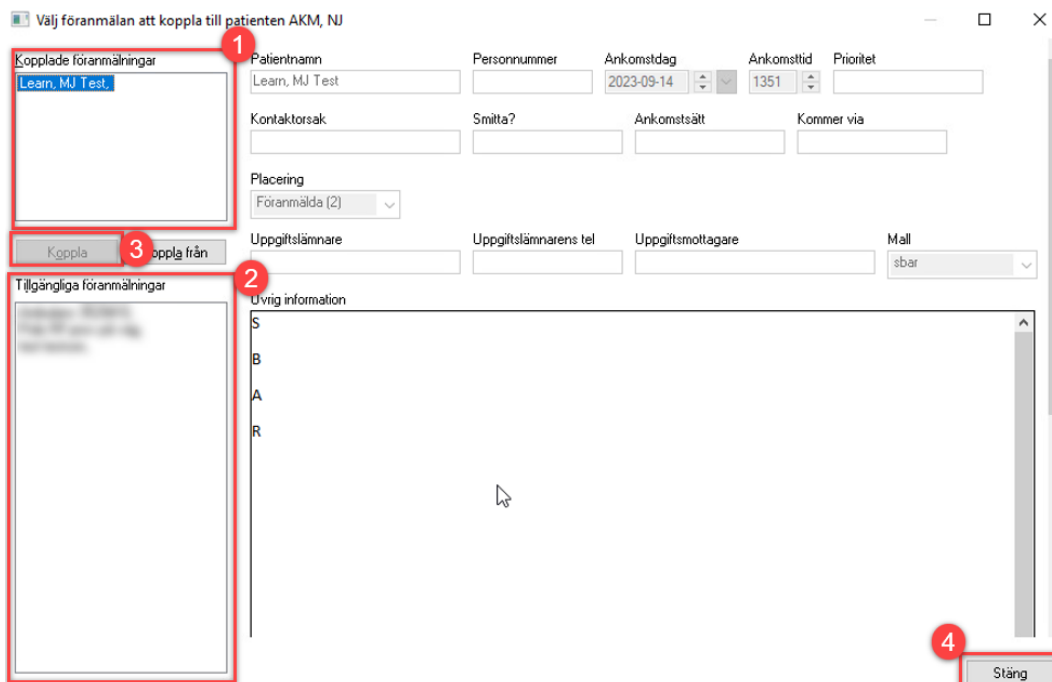 Välj föranmälan att koppla till patienten AKM, NJ
1
Kopplade föranmälningar
Learn, MJ Test,
Patientnamn Personnummer Ankomstdag Ankomsttid Prioritet
Learn, MJ Test 2023-09-14 1351
Kontaktorsak Smitta? Ankomstsätt Kommer via
Placering
Föranmälda (2)
Koppla 3 oppla från
Uppgiftslämnare Uppgiftslämnarens tel Uppgiftsmottagare Mall
sbar
2
Tillgängliga föranmälningar
Övrig information
S
B
A
R
4
Stäng